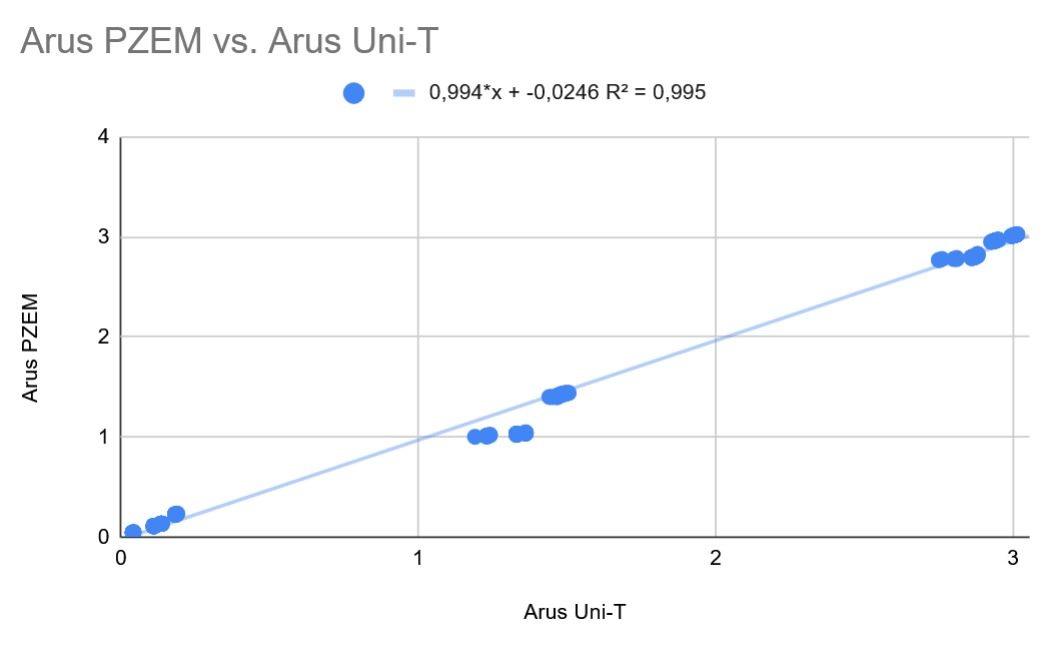 Arus PZEM vs. Arus Uni-T
0,994*x + -0,0246 R² = 0,995
4
3
2
1
0
Arus PZEM
0
1
2
3
Arus Uni-T